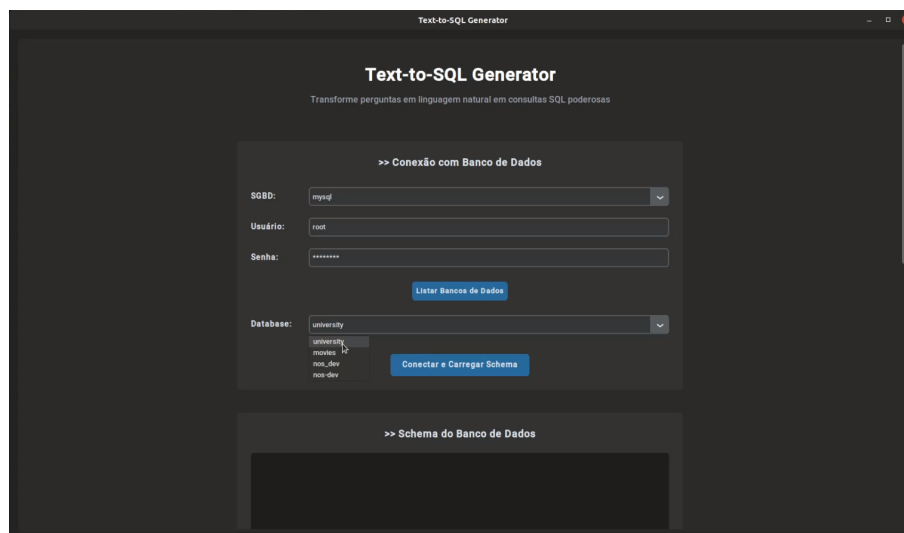 Text-to-SQL Generator
Text-to-SQL Generator
Transforme perguntas em linguagem natural em consultas SQL poderosas
>> Conexão com Banco de Dados
SGBD:
mysql
Usuário:
root
Senha:
********
Listar Bancos de Dados
Database:
university
university
movies
nos_dev
nos-dev
Conectar e Carregar Schema
>> Schema do Banco de Dados